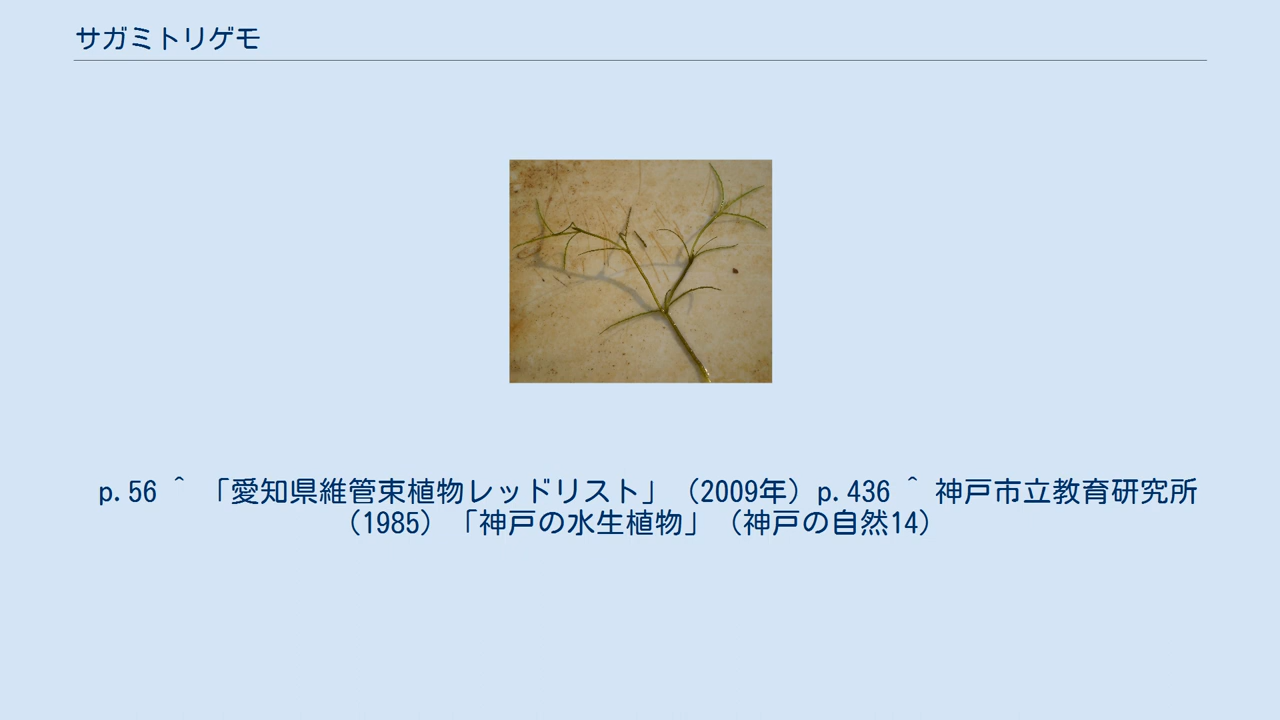 サガミトリゲモ
p.56 ^ 「愛知県維管束植物レッドリスト」（2009年）p.436 ^ 神戸市立教育研究所
（1985）「神戸の水生植物」（神戸の自然14）